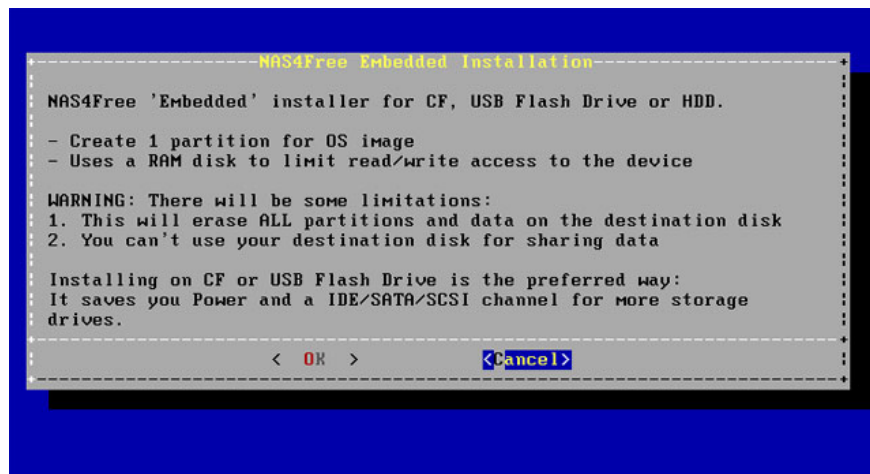 NAS4Free Embedded Installation
NAS4Free 'Embedded' installer for CF, USB Flash Drive or HDD.
- Create 1 partition for OS image
- Uses a RAM disk to limit read/write access to the device
WARNING: There will be some limitations:
1. This will erase ALL partitions and data on the destination disk
2. You can't use your destination disk for sharing data
Installing on CF or USB Flash Drive is the preferred way:
It saves you Power and a IDE/SATA/SCSI channel for more storage
drives.
< OK > <Cancel>